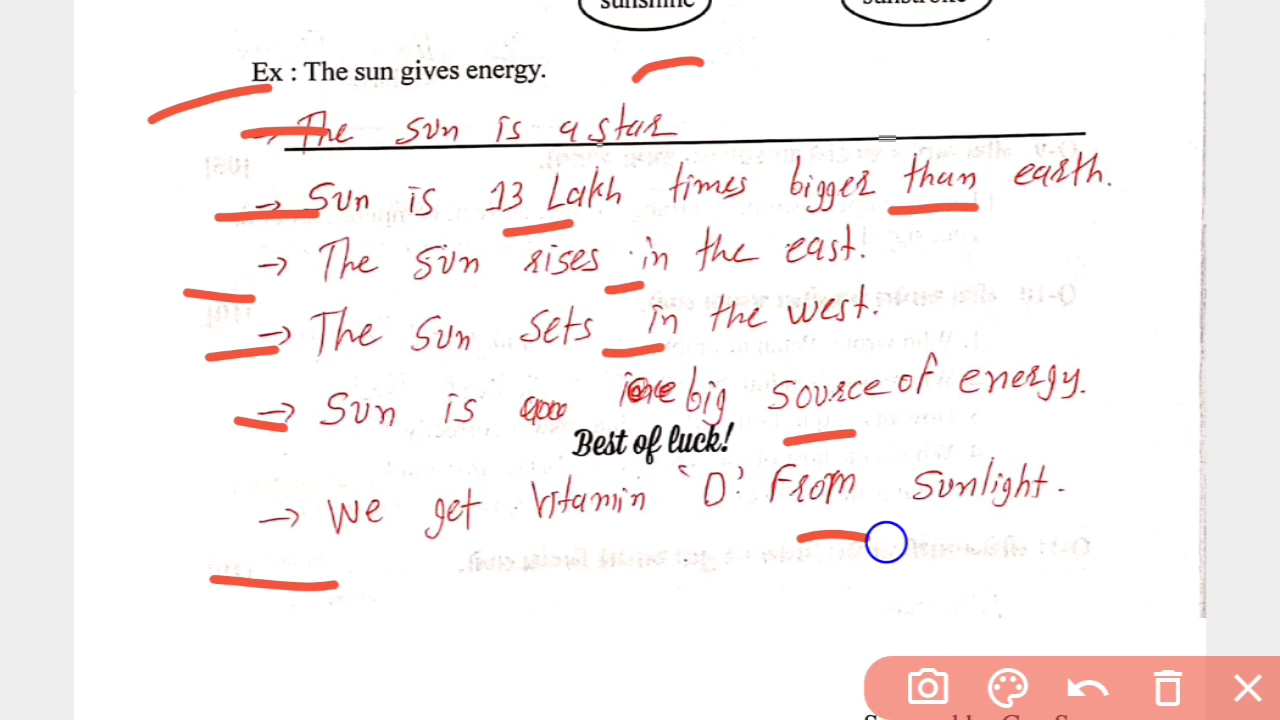 sunshine sunstroke
Ex : The sun gives energy.
→ The sun is a star
→ Sun is 13 Lakh times bigger than earth.
→ The sun rises in the east.
→ The sun sets in the west.
→ Sun is big source of energy.
Best of luck!
→ We get Vitamin 'D' From Sunlight.